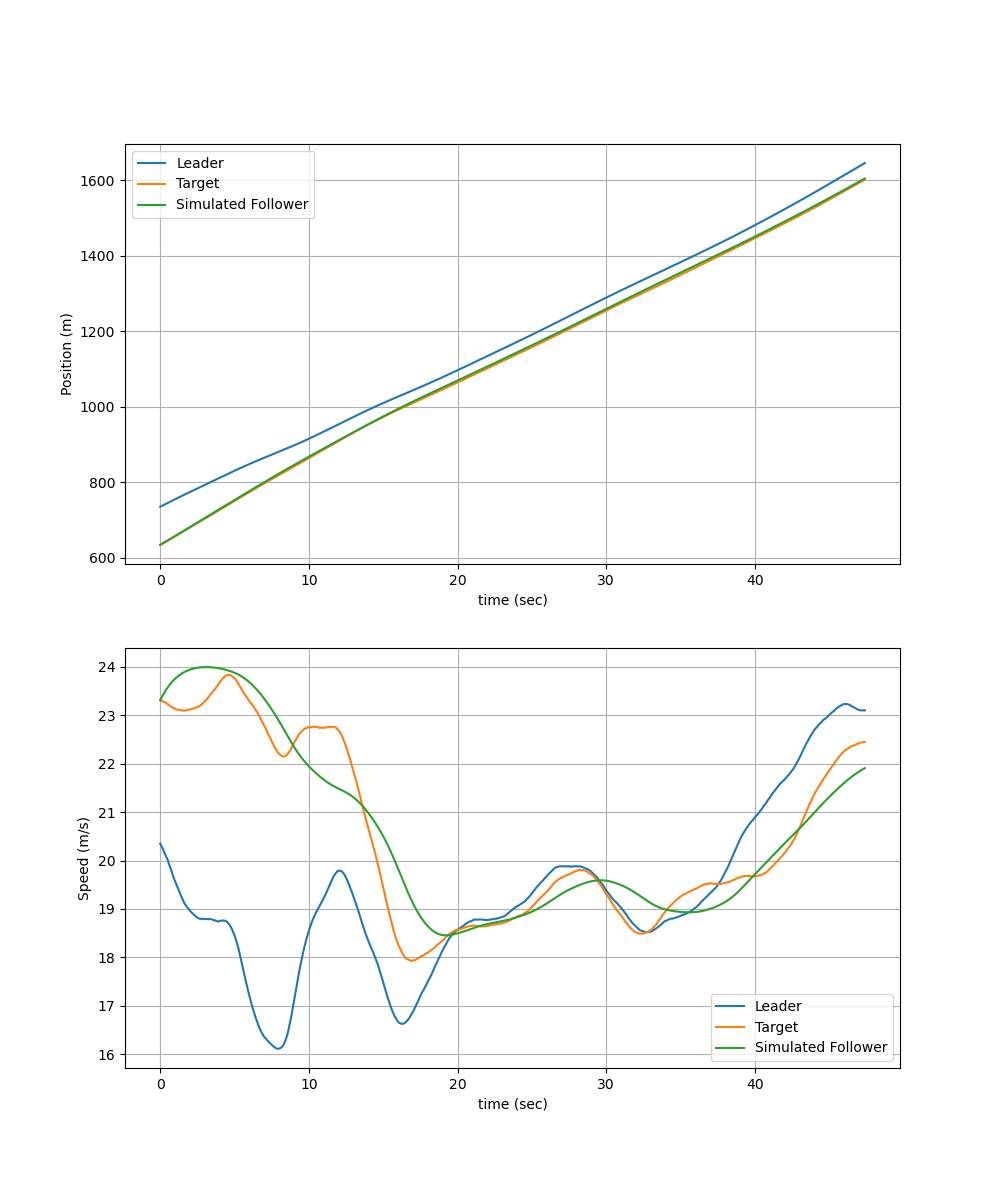 1600
1400
1200
1000
800
600
Position (m)
Leader
Target
Simulated Follower
0 10 20 30 40
time (sec)
24
23
22
21
20
19
18
17
16
Speed (m/s)
Leader
Target
Simulated Follower
0 10 20 30 40
time (sec)